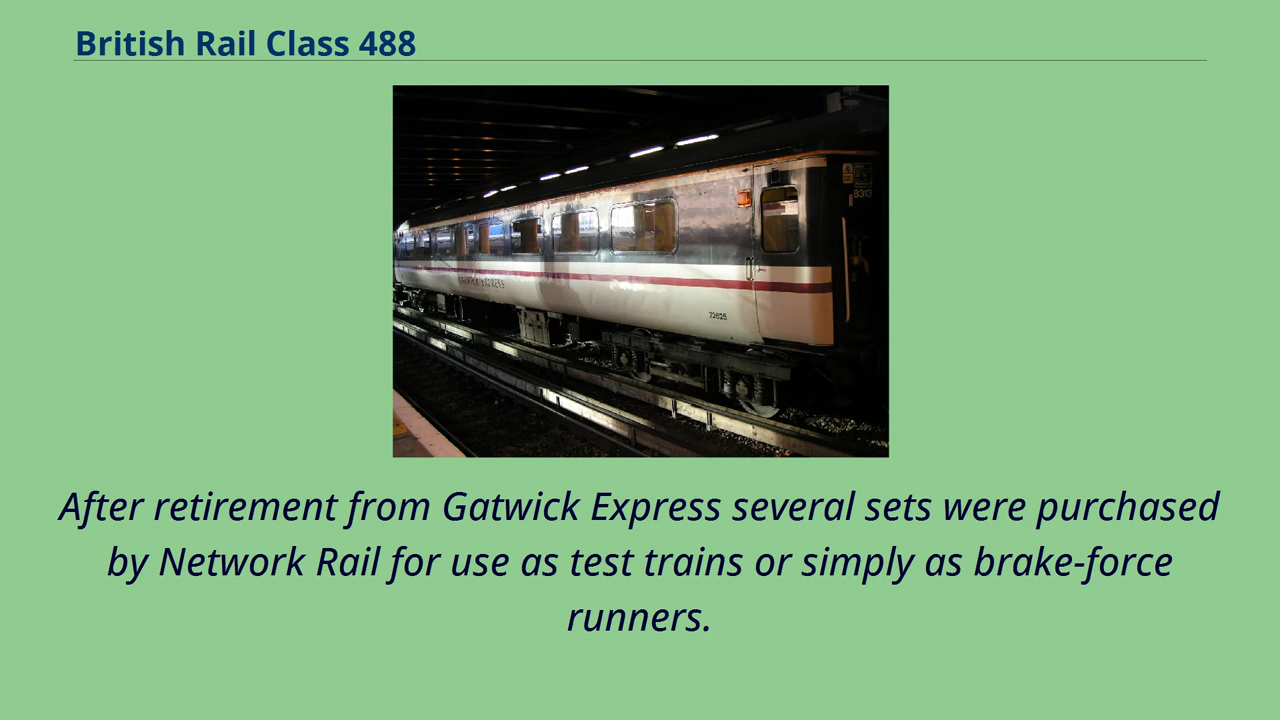 British Rail Class 488
8313
72625
After retirement from Gatwick Express several sets were purchased
by Network Rail for use as test trains or simply as brake-force
runners.